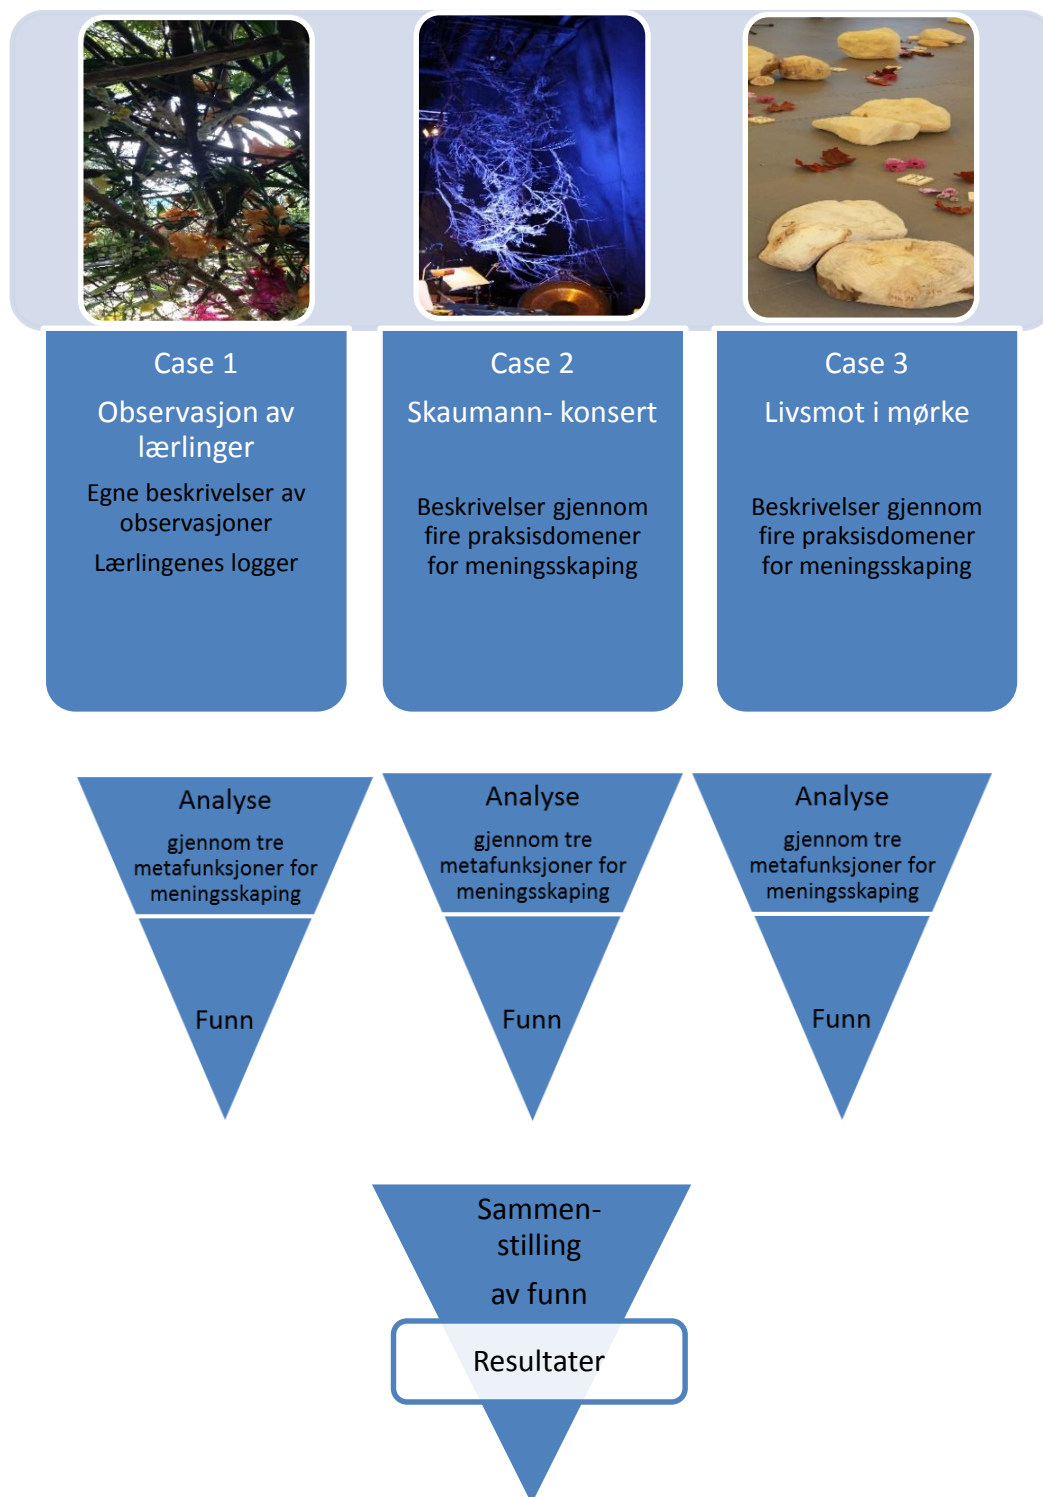 Case 1
Observasjon av
lærlinger
Egne beskrivelser av
observasjoner
Lærlingenes logger
Case 2
Skaumann- konsert
Beskrivelser gjennom
fire praksisdomener
for meningsskaping
Case 3
Livsmot i mørke
Beskrivelser gjennom
fire praksisdomener
for meningsskaping
Analyse
gjennom tre
metafunksjoner for
meningsskaping
Funn
Analyse
gjennom tre
metafunksjoner for
meningsskaping
Funn
Analyse
gjennom tre
metafunksjoner for
meningsskaping
Funn
Sammen-
stilling
av funn
Resultater